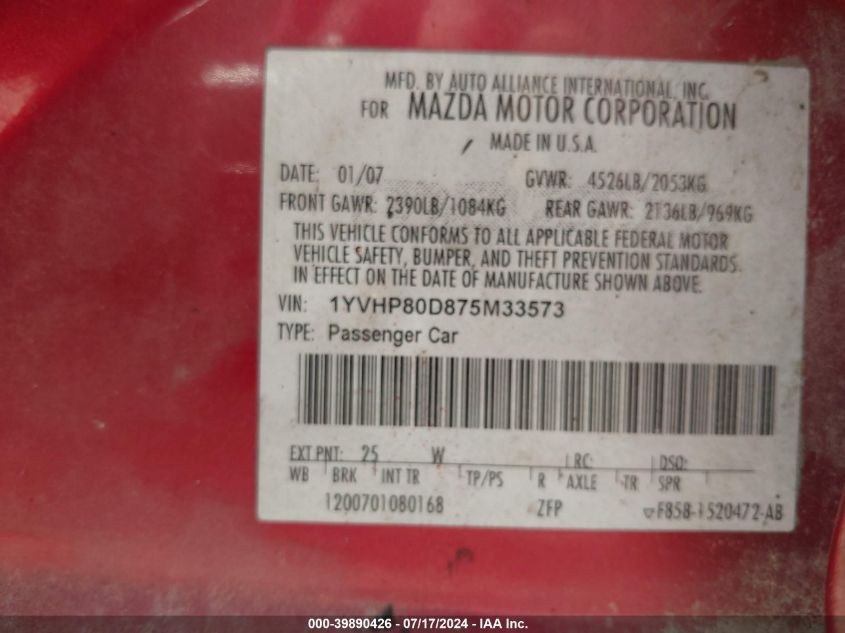 MFD. BY AUTO ALLIANCE INTERNATIONAL, INC.
FOR MAZDA MOTOR CORPORATION
MADE IN U.S.A.
DATE: 01/07 GVWR: 4526LB/2053KG
FRONT GAWR: 2390LB/1084KG REAR GAWR: 2136LB/969KG
THIS VEHICLE CONFORMS TO ALL APPLICABLE FEDERAL MOTOR
VEHICLE SAFETY, BUMPER, AND THEFT PREVENTION STANDARDS.
IN EFFECT ON THE DATE OF MANUFACTURE SHOWN ABOVE.
VIN: 1YVHP80D875M33573
TYPE: Passenger Car
EXT PNT: 25 W RC: DSO:
WB BRK INT TR TP/PS R AXLE TR SPR
1200701080168 ZFP F85B-1520472-AB
000-39890426 - 07/17/2024 - IAA Inc.